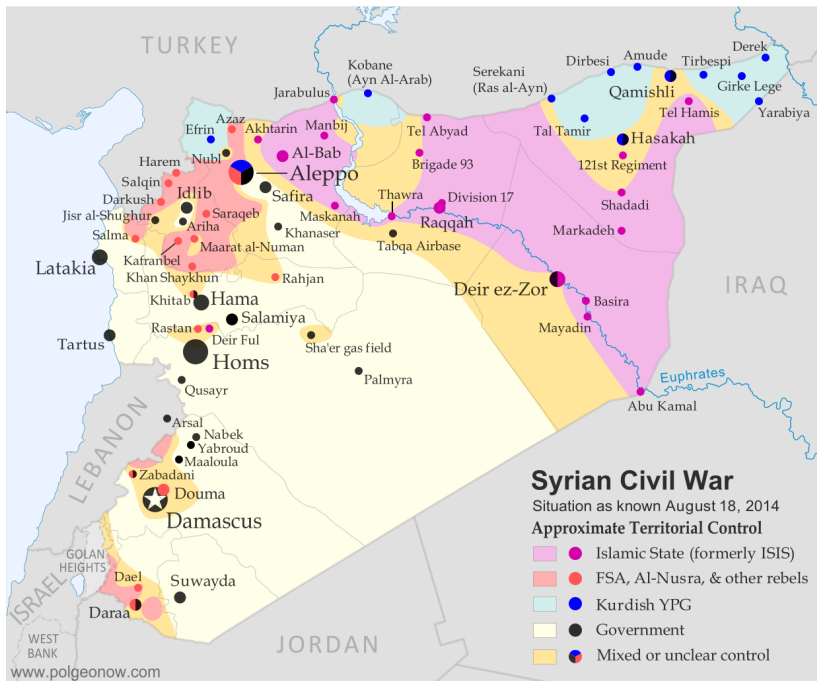 TURKEY
Kobane
(Ayn Al-Arab)
Serekani
(Ras al-Ayn)
Dirbesi
Amude
Tirbespi
Derek
Qamishli
Girke Lege
Yarabiya
Jarabulus
Tel Hamis
Azaz
Akhtarin
Manbij
Tel Abyad
Tal Tamir
Hasakah
Efrin
Nubl
Al-Bab
Brigade 93
121st Regiment
Harem
Aleppo
Salqin
Safira
Thawra
Division 17
Shadadi
Darkush
Idlib
Maskanah
Raqqah
Jisr al-Shughur
Saraqeb
Ariha
Khanaser
Markadeh
Salma
Maarat al-Numan
Tabqa Airbase
Kafranbel
Latakia
Khan Shaykhun
Rahjan
Deir ez-Zor
IRAQ
Khitab
Hama
Basira
Salamiya
Mayadin
Rastan
Deir Ful
Tartus
Homs
Sha'er gas field
Palmyra
Euphrates
Qusayr
Abu Kamal
LEBANON
Arsal
Nabek
Yabroud
Maaloula
Zabadani
Douma
Damascus
GOLAN
HEIGHTS
Dael
Suwayda
ISRAEL
Daraa
WEST
BANK
JORDAN
www.polgeonow.com
Syrian Civil War
Situation as known August 18, 2014
Approximate Territorial Control
Islamic State (formerly ISIS)
FSA, Al-Nusra, & other rebels
Kurdish YPG
Government
Mixed or unclear control